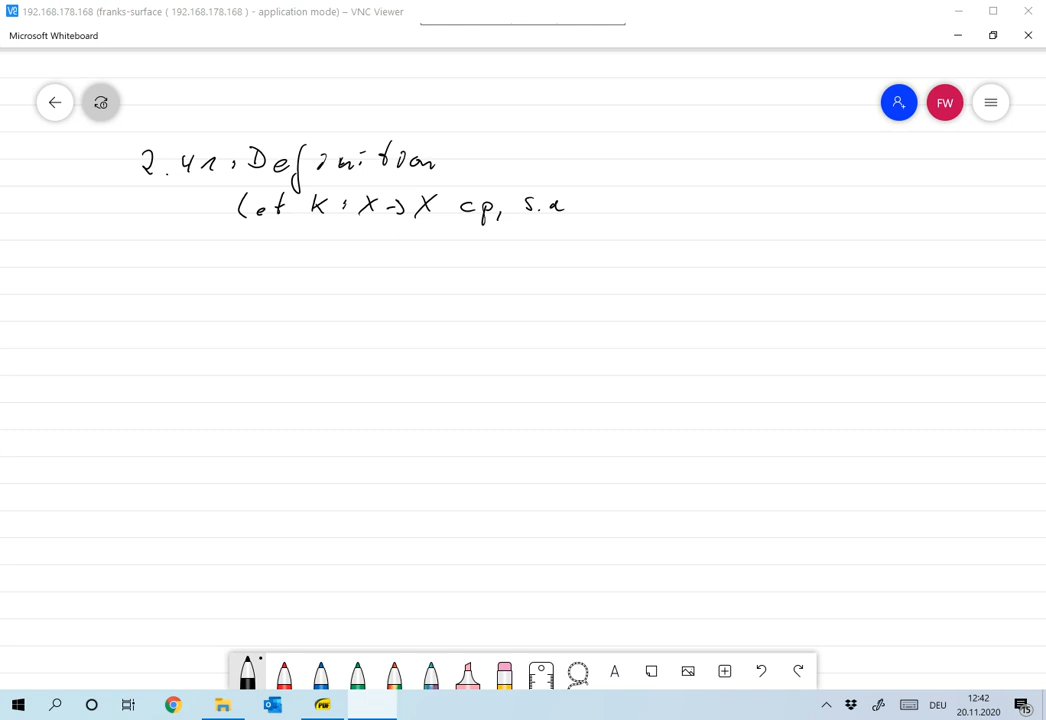 192.168.178.168 (franks-surface ( 192.168.178.168 ) - application mode) – VNC Viewer
Microsoft Whiteboard
FW
2.41: Definition
Let K: X → X cp, s.a
A
DEU
12:42
20.11.2020
15